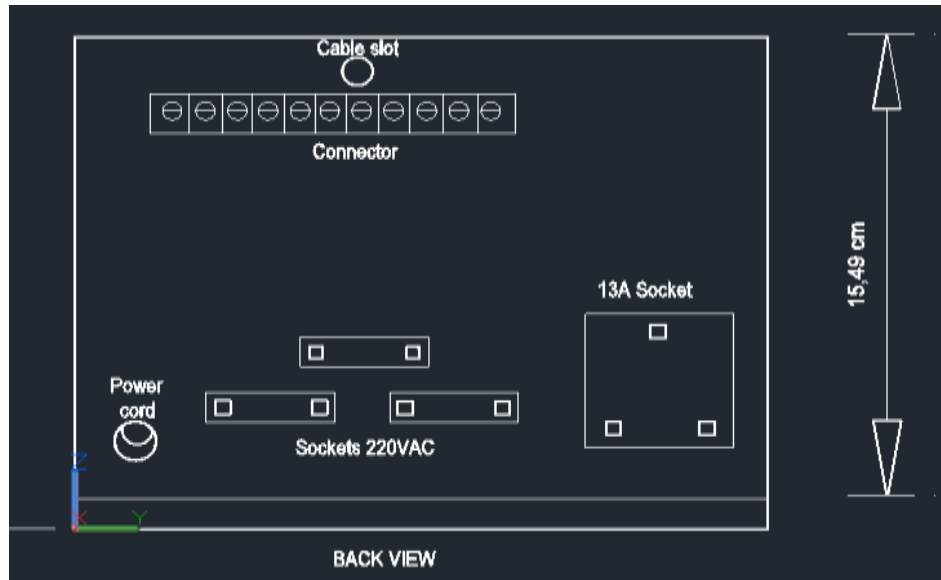 Cable slot
Connector
15,49 cm
13A Socket
Power
cord
Sockets 220VAC
Z
X
Y
BACK VIEW